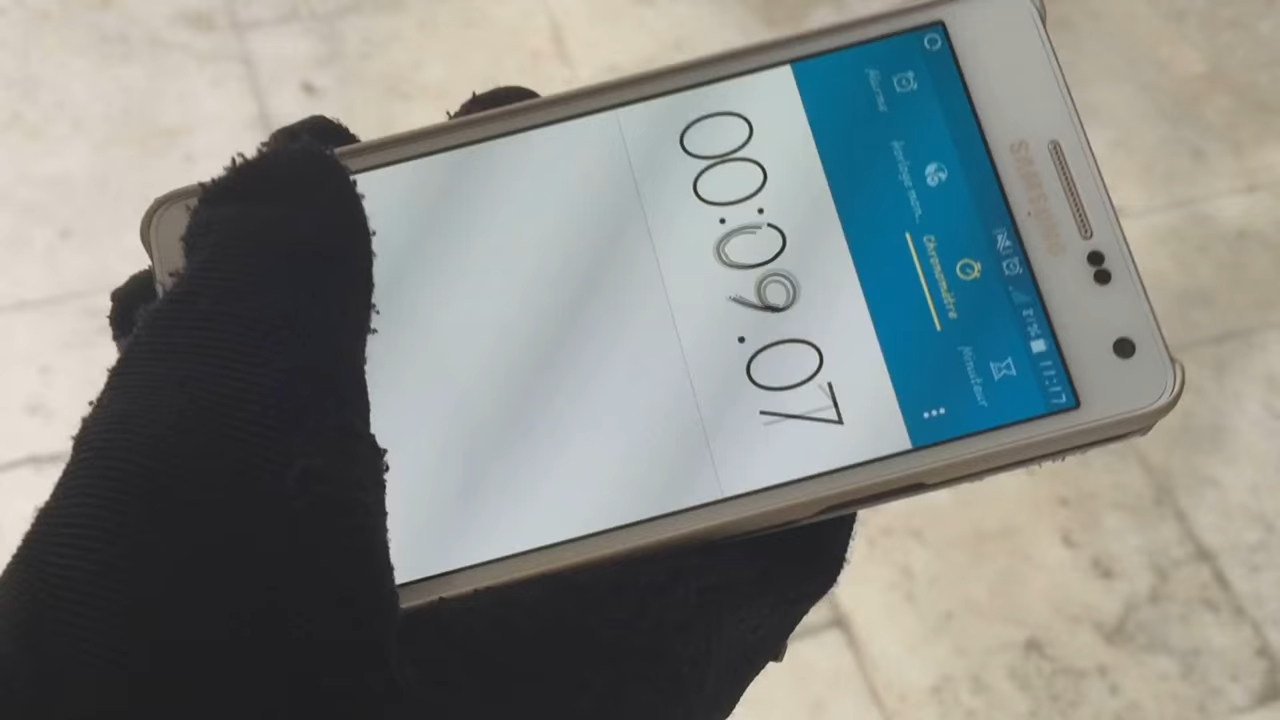 SAMSUNG
11:17
Alarme
Horloge mon...
Chronomètre
Minuteur
00:09.07